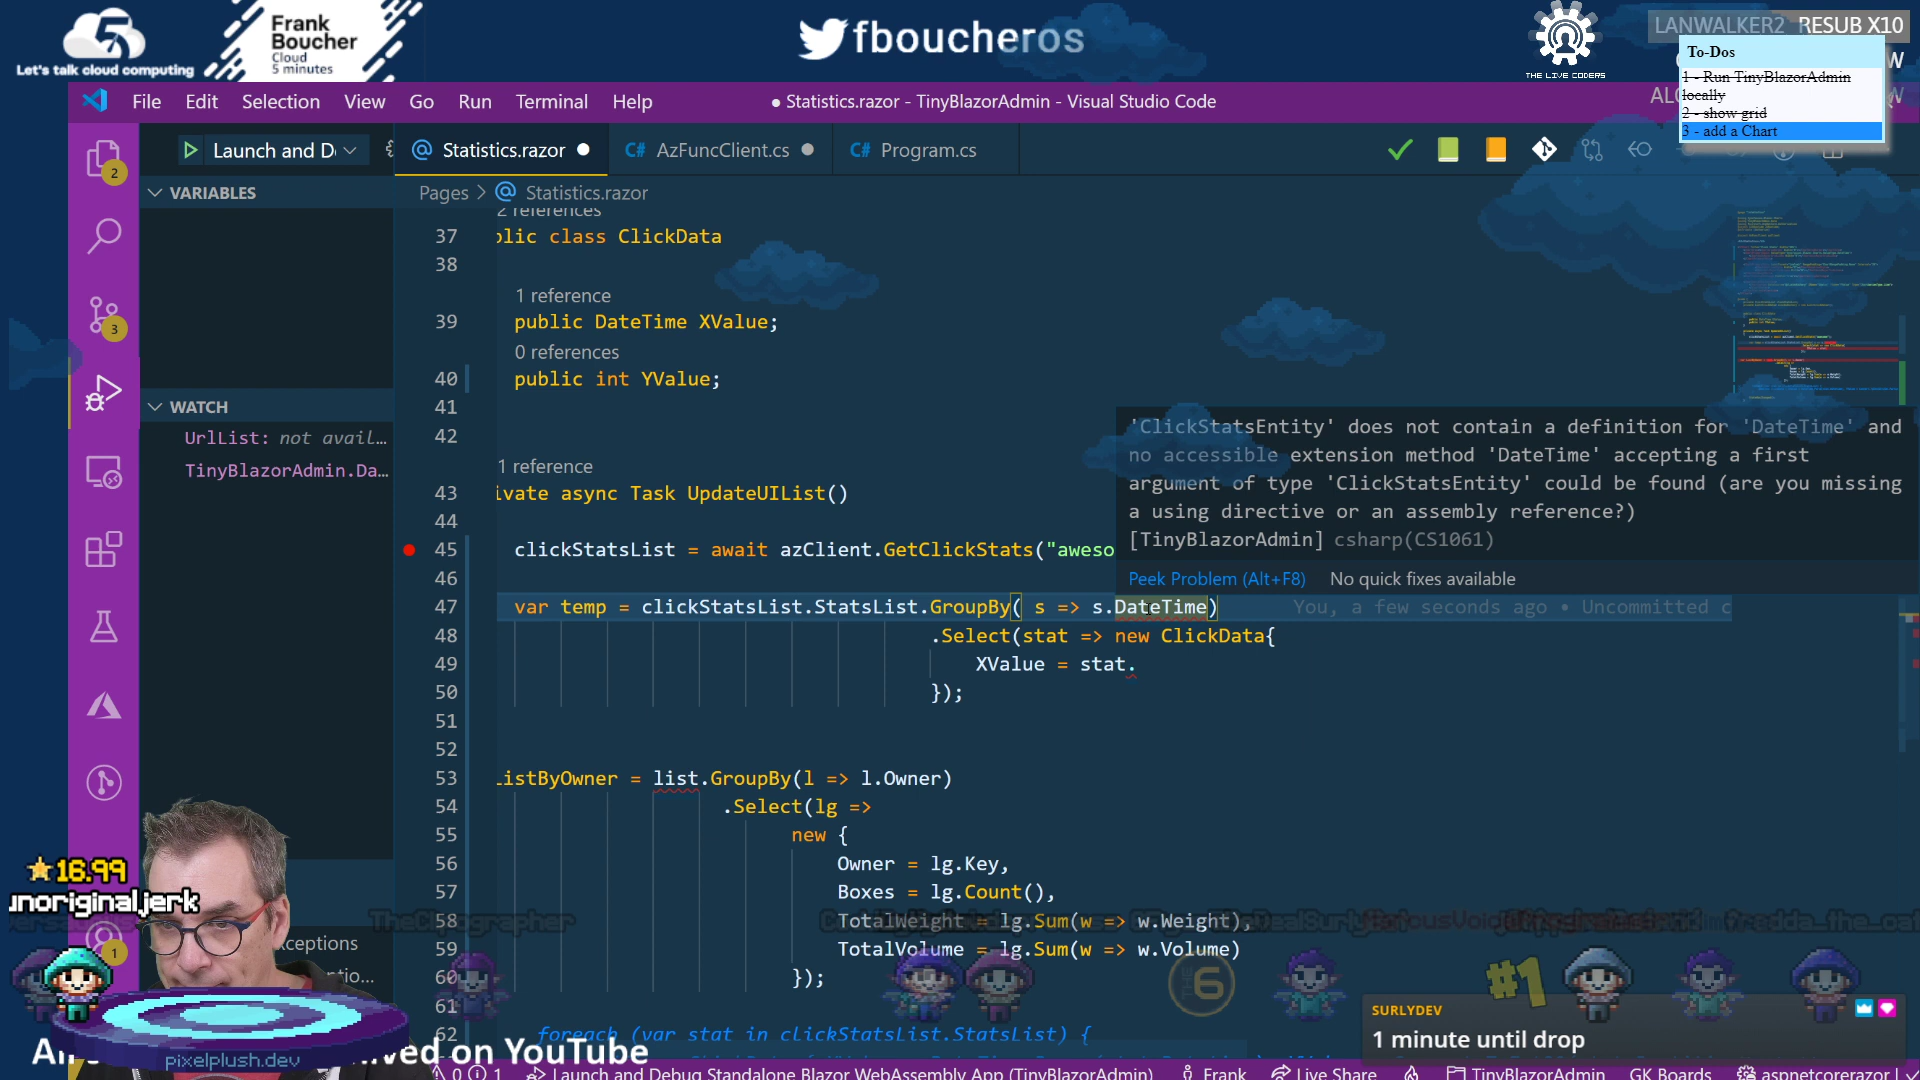 Let's talk cloud computing
Frank
Boucher
Cloud
5 minutes
fboucheros
THE LIVE CODERS
LANWALKER2 RESUB X10
To-Dos
1 - Run TinyBlazorAdmin
locally
2 - show grid
3 - add a Chart
File Edit Selection View Go Run Terminal Help
● Statistics.razor - TinyBlazorAdmin - Visual Studio Code
Launch and D
Statistics.razor
C# AzFuncClient.cs
C# Program.cs
VARIABLES
Pages > Statistics.razor
2 references
37 blic class ClickData
38
1 reference
39 public DateTime XValue;
0 references
40 public int YValue;
41
42
1 reference
43 ivate async Task UpdateUIList()
44
45 clickStatsList = await azClient.GetClickStats("aweso
46
47 var temp = clickStatsList.StatsList.GroupBy( s => s.DateTime) You, a few seconds ago • Uncommitted c
48 .Select(stat => new ClickData{
49 XValue = stat.
50 });
51
52
53 ListByOwner = list.GroupBy(l => l.Owner)
54 .Select(lg =>
55 new {
56 Owner = lg.Key,
57 Boxes = lg.Count(),
58 TotalWeight = lg.Sum(w => w.Weight),
59 TotalVolume = lg.Sum(w => w.Volume)
60 });
61
62 foreach (var stat in clickStatsList.StatsList) {
'ClickStatsEntity' does not contain a definition for 'DateTime' and
no accessible extension method 'DateTime' accepting a first
argument of type 'ClickStatsEntity' could be found (are you missing
a using directive or an assembly reference?)
[TinyBlazorAdmin] csharp(CS1061)
Peek Problem (Alt+F8) No quick fixes available
WATCH
UrlList: not avail…
TinyBlazorAdmin.Da…
2
3
1
16.99
unoriginaljerk
xceptions
pixelplush.dev
ved on YouTube
TheClipographer
#1
6
SURLYDEV
1 minute until drop
0 1 Launch and Debug Standalone Blazor WebAssembly App (TinyBlazorAdmin) Frank Live Share TinyBlazorAdmin GK Boards aspnetcorerazor